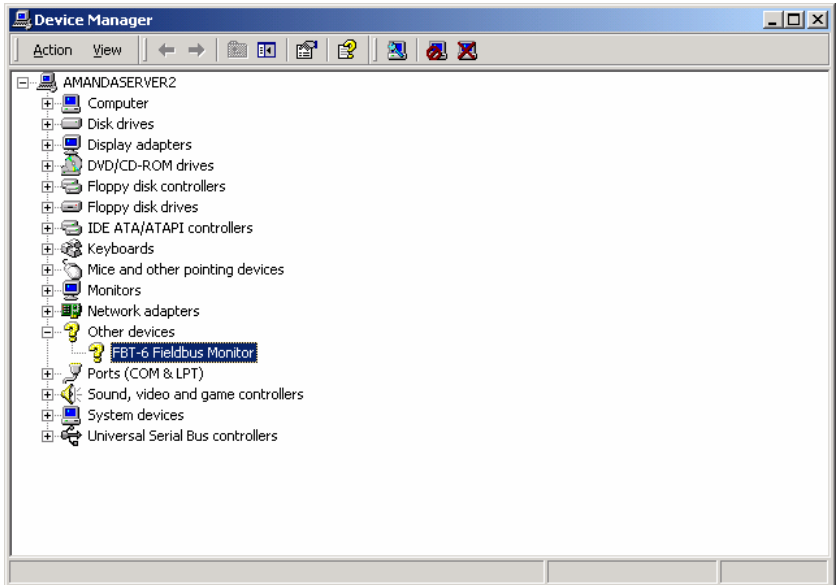 Device Manager
Action View
AMANDASERVER2
Computer
Disk drives
Display adapters
DVD/CD-ROM drives
Floppy disk controllers
Floppy disk drives
IDE ATA/ATAPI controllers
Keyboards
Mice and other pointing devices
Monitors
Network adapters
Other devices
FBT-6 Fieldbus Monitor
Ports (COM & LPT)
Sound, video and game controllers
System devices
Universal Serial Bus controllers